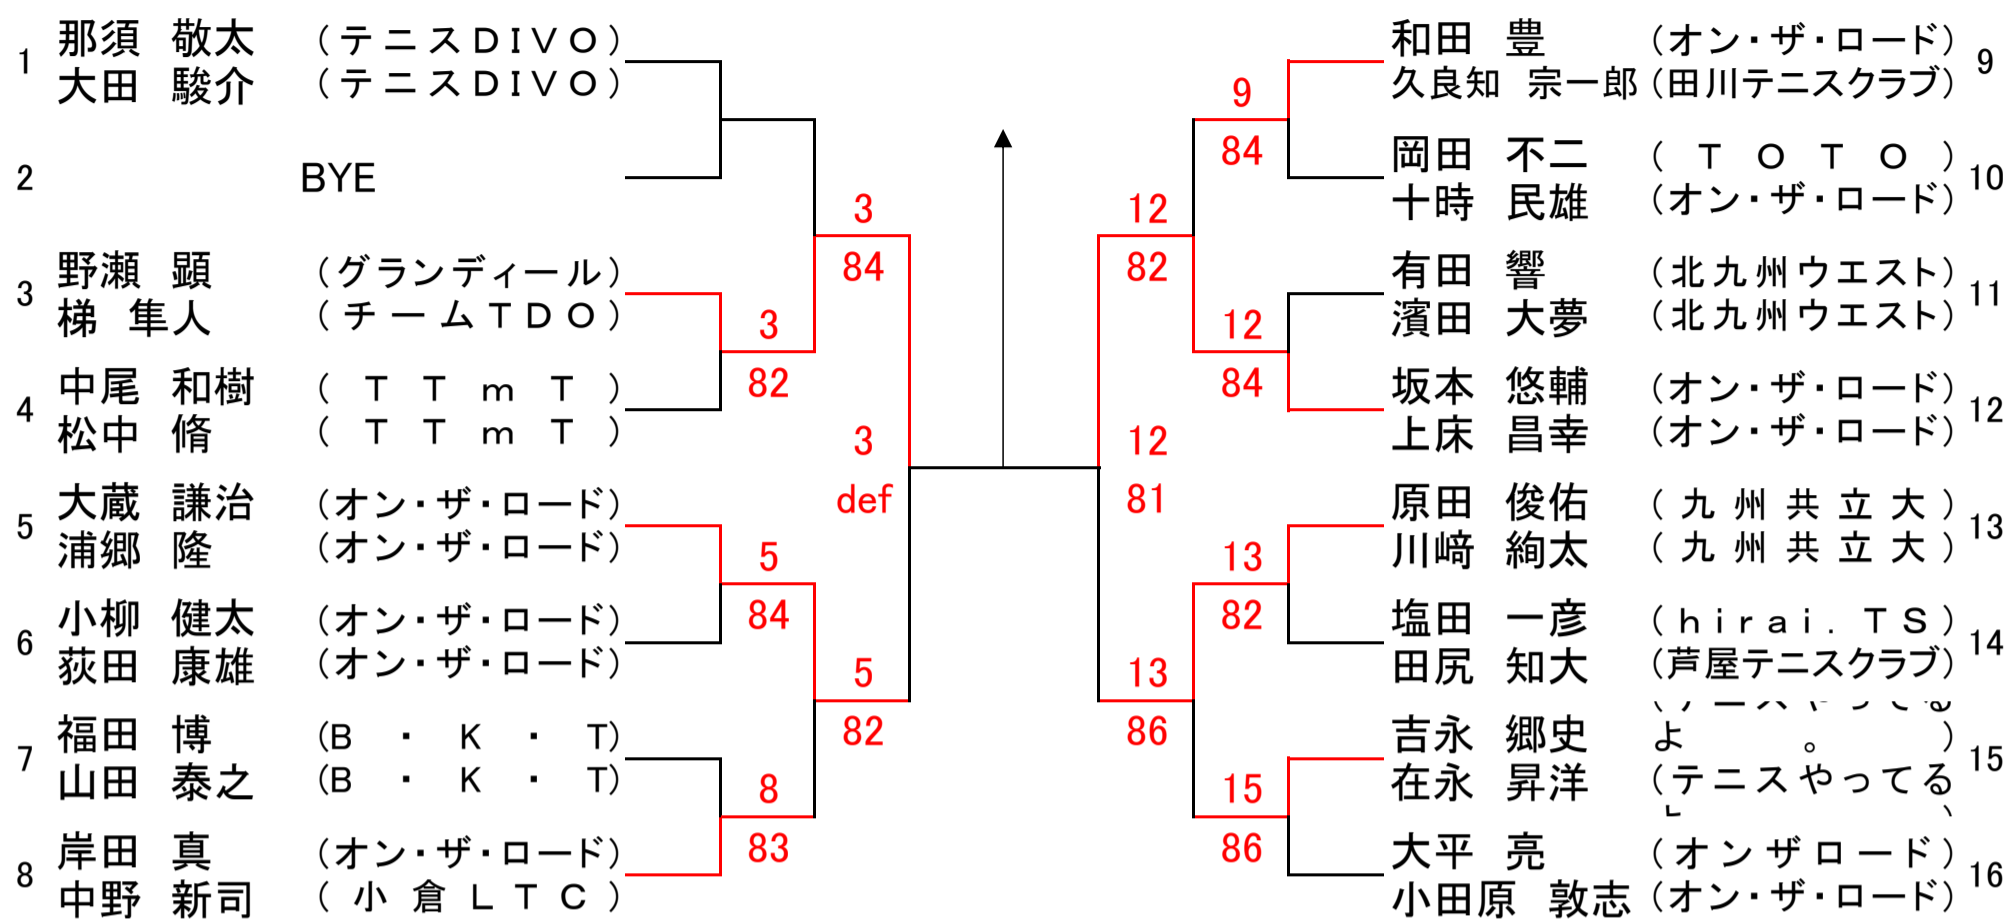 1 那須 敬太 (テニスDIVO)
大田 駿介 (テニスDIVO)
2 BYE
3 野瀬 顕 (グランディール)
梯 隼人 (チームTDO)
4 中尾 和樹 (TTmT)
松中 脩 (TTmT)
5 大蔵 謙治 (オン・ザ・ロード)
浦郷 隆 (オン・ザ・ロード)
6 小柳 健太 (オン・ザ・ロード)
荻田 康雄 (オン・ザ・ロード)
7 福田 博 (B・K・T)
山田 泰之 (B・K・T)
8 岸田 真 (オン・ザ・ロード)
中野 新司 (小倉LTC)
3
82
5
84
8
83
3
84
5
82
3
def
12
81
12
82
13
86
9
84
12
84
13
82
15
86
和田 豊 (オン・ザ・ロード) 9
久良知 宗一郎 (田川テニスクラブ)
岡田 不二 (TOTO) 10
十時 民雄 (オン・ザ・ロード)
有田 響 (北九州ウエスト) 11
濱田 大夢 (北九州ウエスト)
坂本 悠輔 (オン・ザ・ロード) 12
上床 昌幸 (オン・ザ・ロード)
原田 俊佑 (九州共立大) 13
川﨑 絢太 (九州共立大)
塩田 一彦 (hirai.TS) 14
田尻 知大 (芦屋テニスクラブ)
(テニスやってる
吉永 郷史 よ。) 15
在永 昇洋 (テニスやってる
大平 亮 (オンザロード) 16
小田原 敦志 (オン・ザ・ロード)